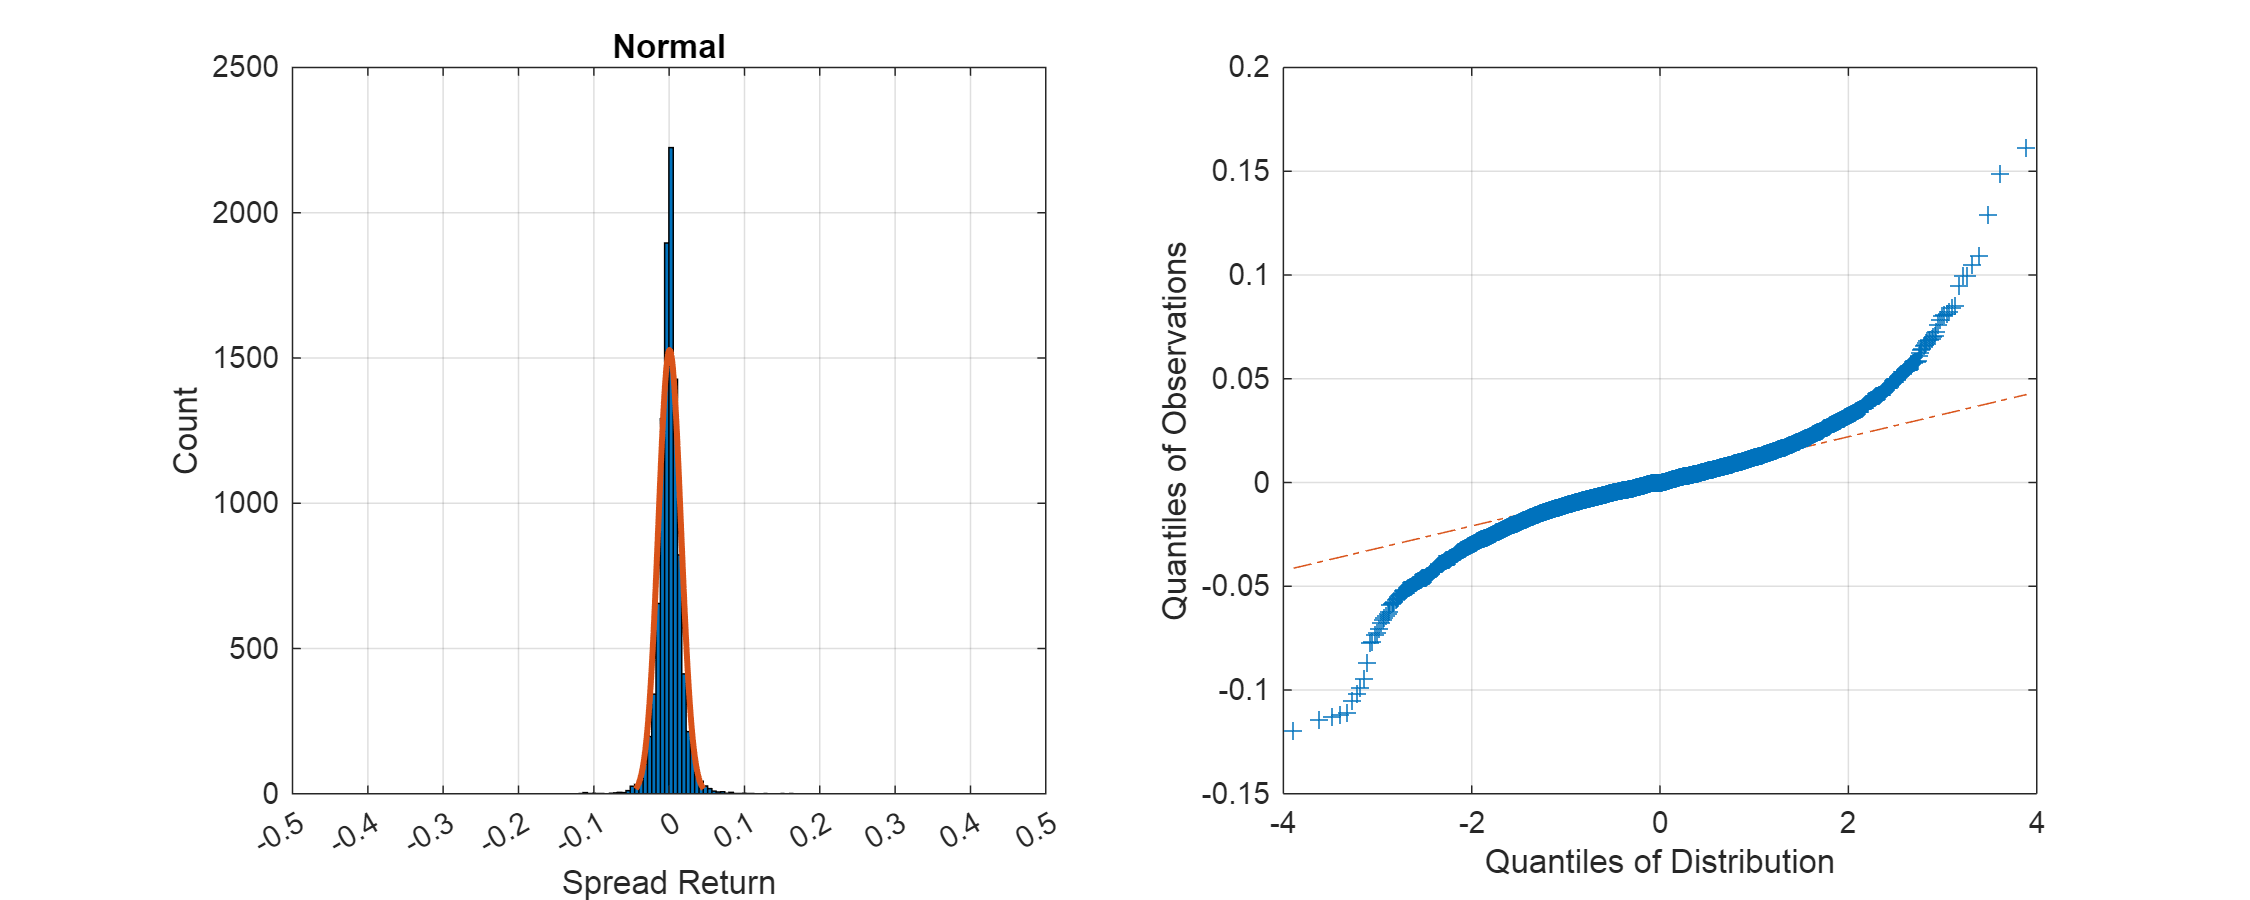 Normal
2500
2000
1500
1000
500
0
Count
-0.5 -0.4 -0.3 -0.2 -0.1 0 0.1 0.2 0.3 0.4 0.5
Spread Return
0.2
0.15
0.1
0.05
0
-0.05
-0.1
-0.15
Quantiles of Observations
-4 -2 0 2 4
Quantiles of Distribution